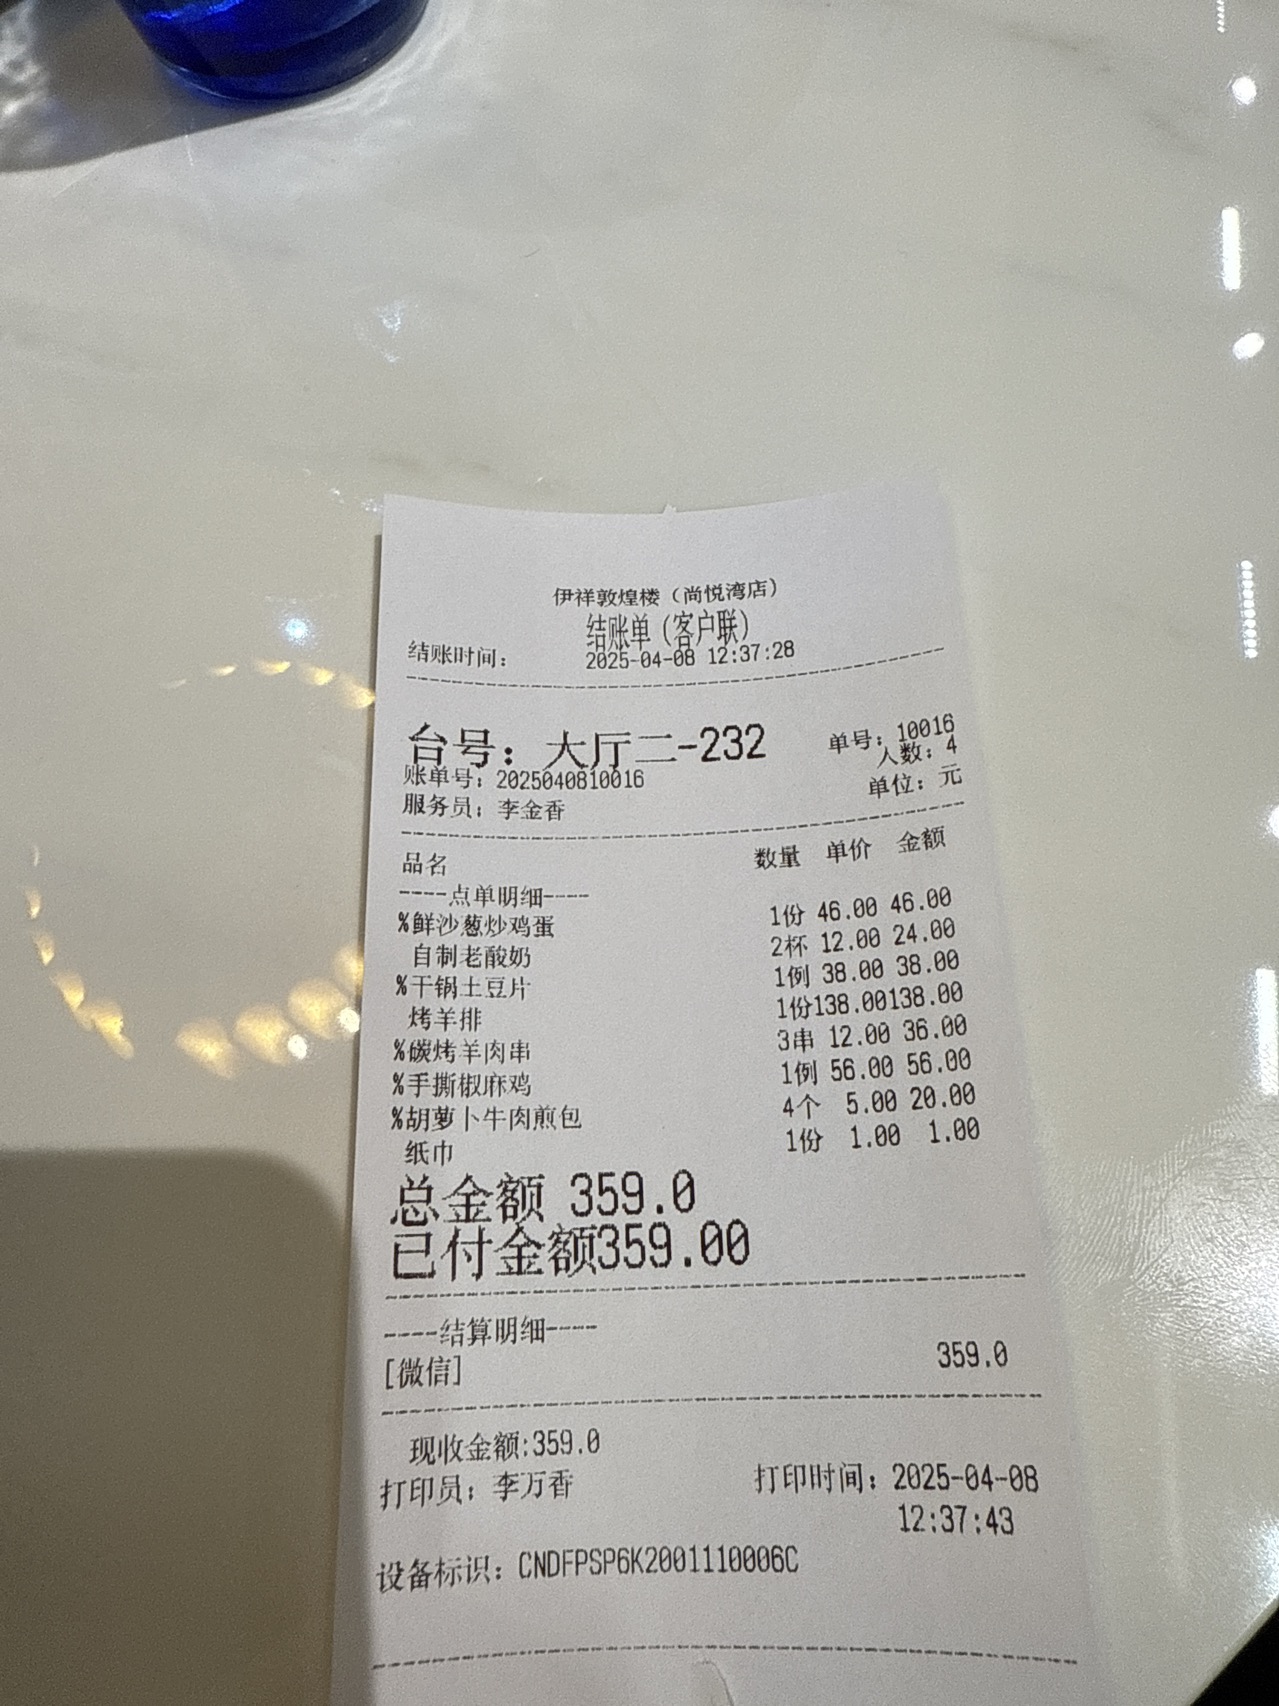 伊祥敦煌楼（尚悦湾店）
结账单（客户联）
结账时间： 2025-04-08 12:37:28
台号：大厅二-232 单号：10016
人数：4
账单号：2025040810016 单位：元
服务员：李金香
品名 数量 单价 金额
----点单明细----
%鲜沙葱炒鸡蛋 1份 46.00 46.00
自制老酸奶 2杯 12.00 24.00
%干锅土豆片 1例 38.00 38.00
烤羊排 1份138.00138.00
%碳烤羊肉串 3串 12.00 36.00
%手撕椒麻鸡 1例 56.00 56.00
%胡萝卜牛肉煎包 4个 5.00 20.00
纸巾 1份 1.00 1.00
总金额 359.0
已付金额359.00
----结算明细----
[微信] 359.0
现收金额:359.0
打印员：李万香 打印时间：2025-04-08
12:37:43
设备标识：CNDFPSP6K2001110006C